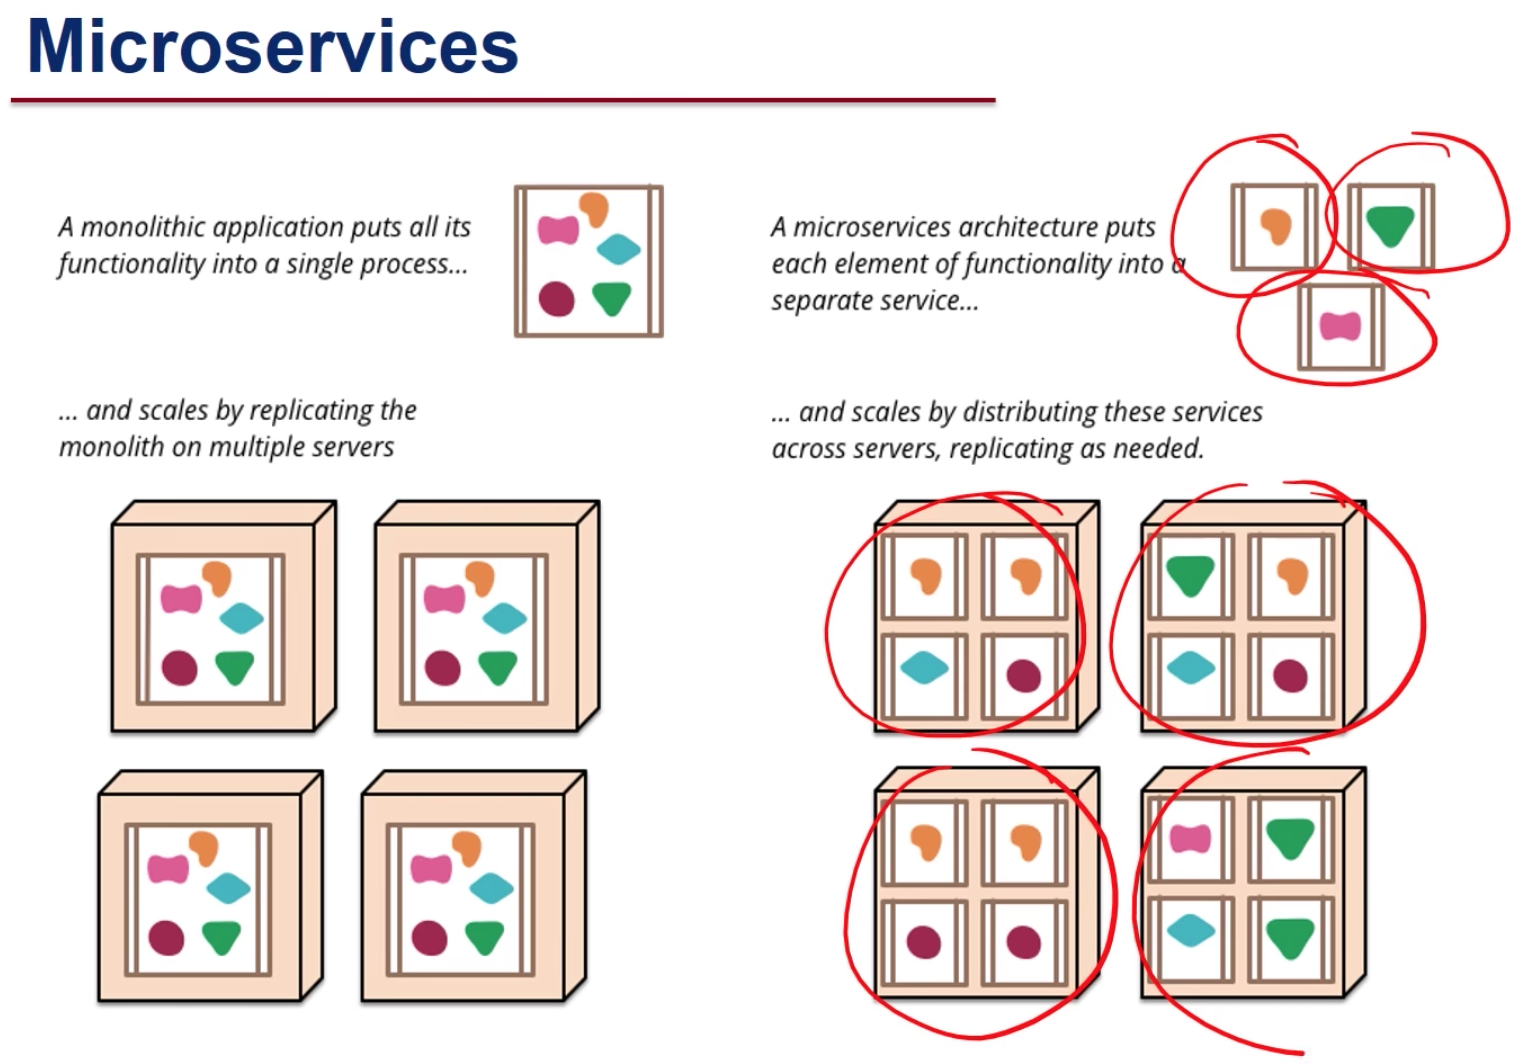 Microservices
A monolithic application puts all its
functionality into a single process...
A microservices architecture puts
each element of functionality into a
separate service...
... and scales by replicating the
monolith on multiple servers
... and scales by distributing these services
across servers, replicating as needed.